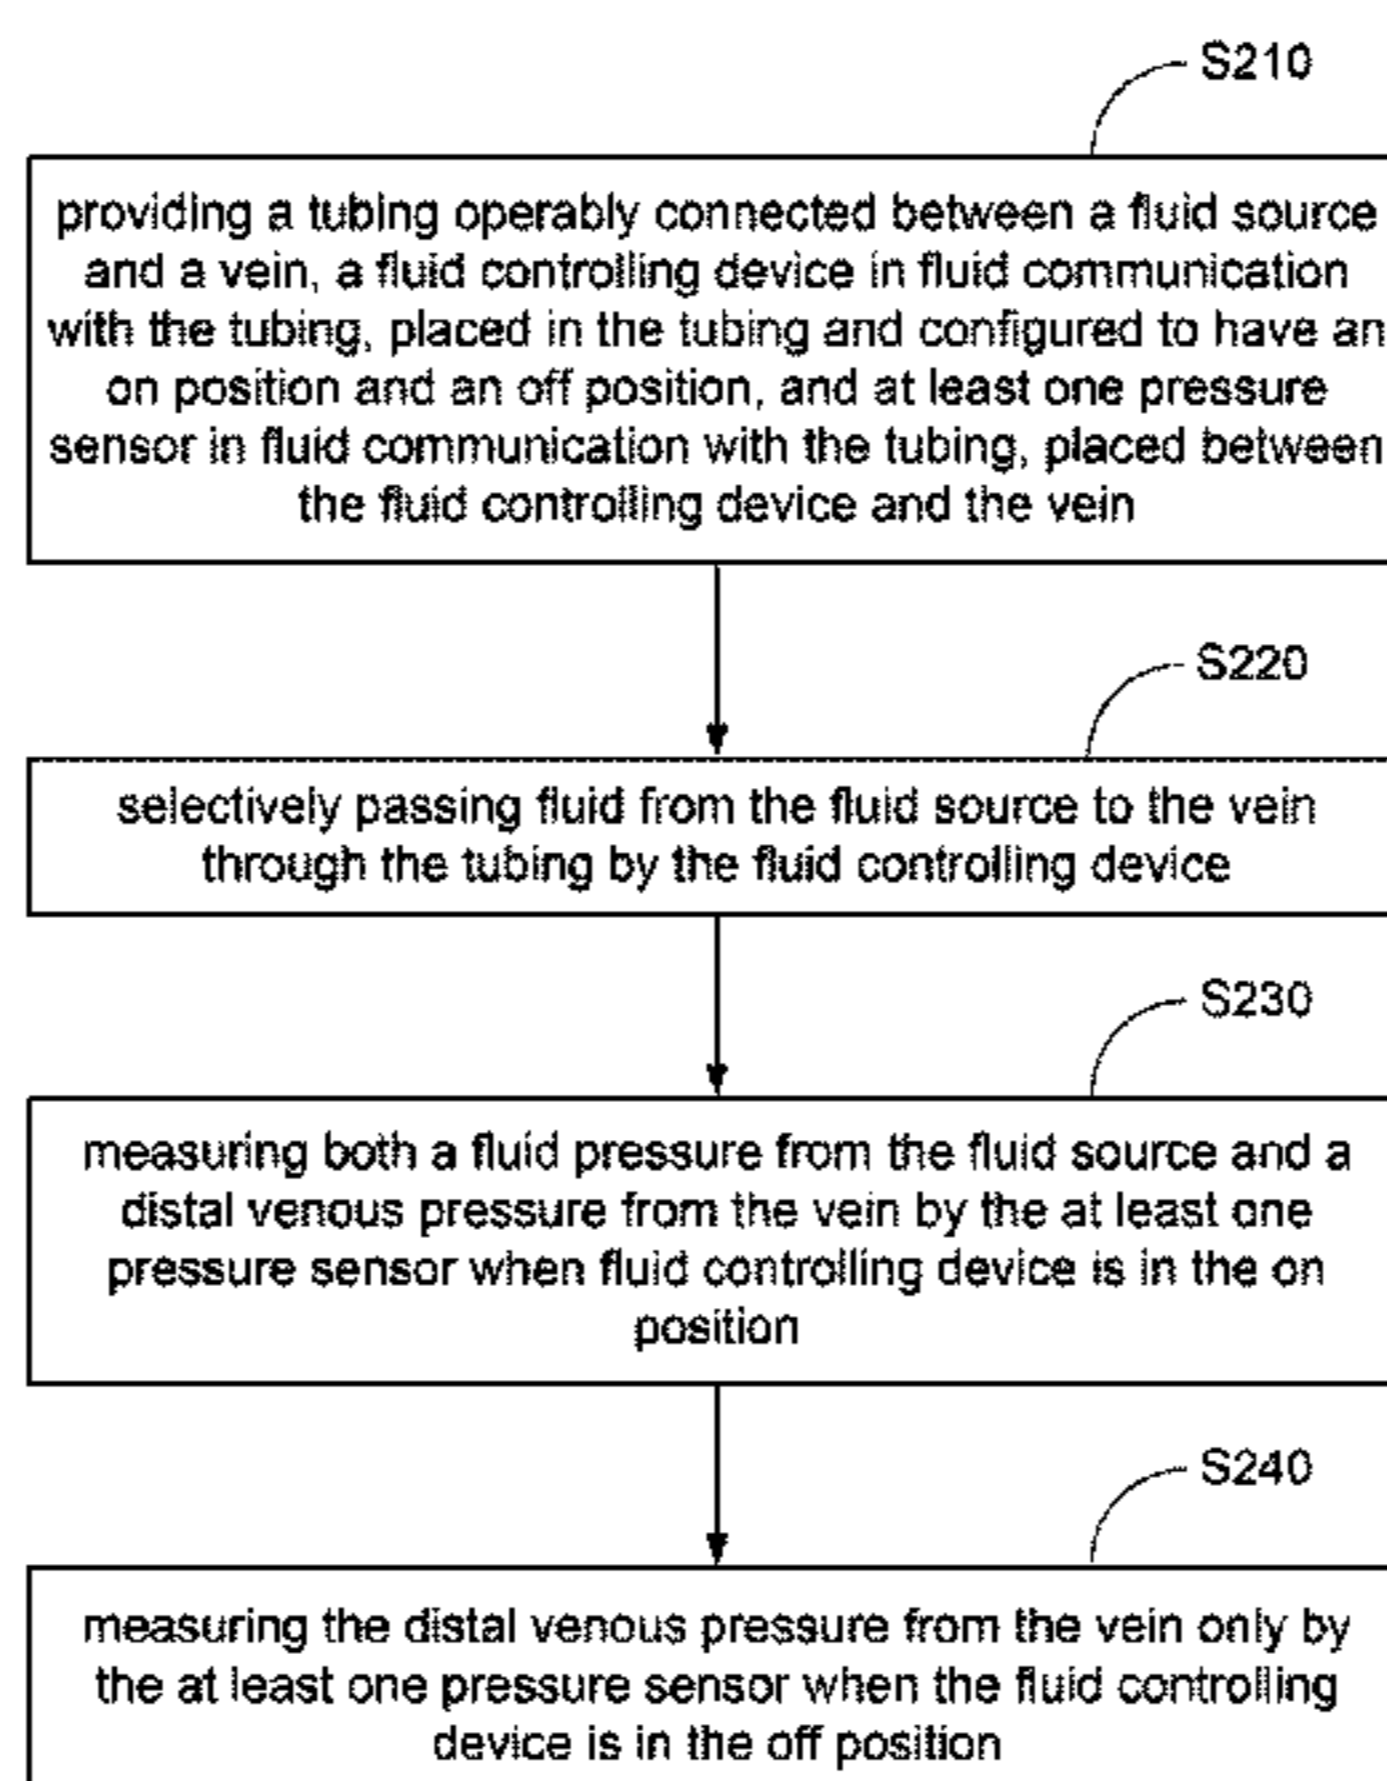 S210
providing a tubing operably connected between a fluid source
and a vein, a fluid controlling device in fluid communication
with the tubing, placed in the tubing and configured to have an
on position and an off position, and at least one pressure
sensor in fluid communication with the tubing, placed between
the fluid controlling device and the vein
S220
selectively passing fluid from the fluid source to the vein
through the tubing by the fluid controlling device
S230
measuring both a fluid pressure from the fluid source and a
distal venous pressure from the vein by the at least one
pressure sensor when fluid controlling device is in the on
position
S240
measuring the distal venous pressure from the vein only by
the at least one pressure sensor when the fluid controlling
device is in the off position